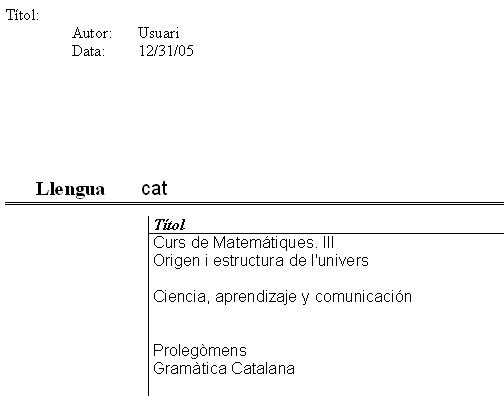 Títol:
Autor: Usuari
Data: 12/31/05
Llengua cat
Títol
Curs de Matemátiques. III
Origen i estructura de l'univers
Ciencia, aprendizaje y comunicación
Prolegòmens
Gramàtica Catalana